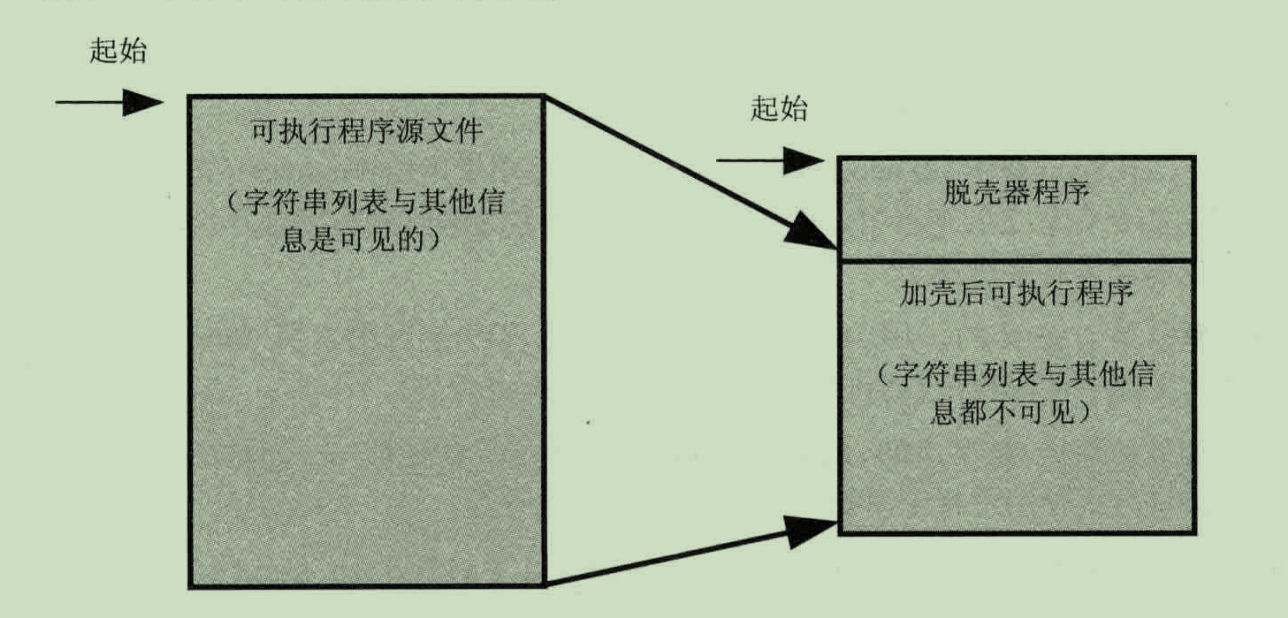 起始
可执行程序源文件
（字符串列表与其他信
息是可见的）
起始
脱壳器程序
加壳后可执行程序
（字符串列表与其他信
息都不可见）